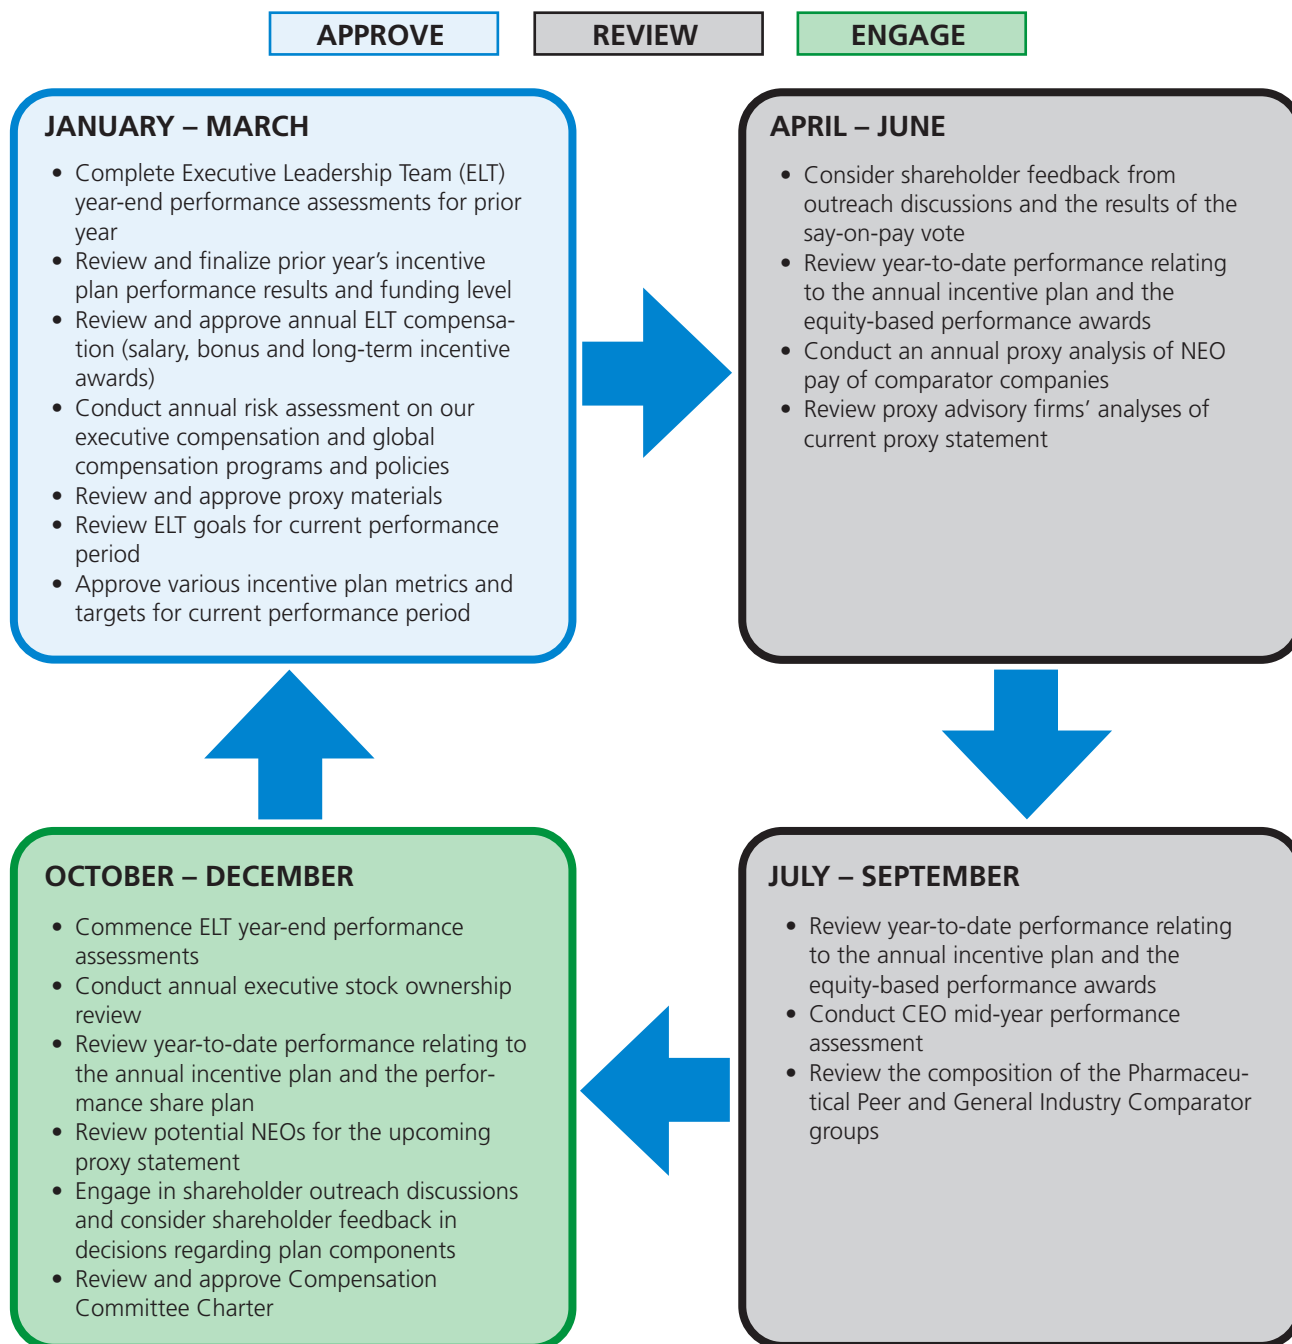 APPROVE
REVIEW
ENGAGE
JANUARY – MARCH
• Complete Executive Leadership Team (ELT)
year-end performance assessments for prior
year
• Review and finalize prior year’s incentive
plan performance results and funding level
• Review and approve annual ELT compensa-
tion (salary, bonus and long-term incentive
awards)
• Conduct annual risk assessment on our
executive compensation and global
compensation programs and policies
• Review and approve proxy materials
• Review ELT goals for current performance
period
• Approve various incentive plan metrics and
targets for current performance period
APRIL – JUNE
• Consider shareholder feedback from
outreach discussions and the results of the
say-on-pay vote
• Review year-to-date performance relating
to the annual incentive plan and the
equity-based performance awards
• Conduct an annual proxy analysis of NEO
pay of comparator companies
• Review proxy advisory firms’ analyses of
current proxy statement
JULY – SEPTEMBER
• Review year-to-date performance relating
to the annual incentive plan and the
equity-based performance awards
• Conduct CEO mid-year performance
assessment
• Review the composition of the Pharmaceu-
tical Peer and General Industry Comparator
groups
OCTOBER – DECEMBER
• Commence ELT year-end performance
assessments
• Conduct annual executive stock ownership
review
• Review year-to-date performance relating to
the annual incentive plan and the perfor-
mance share plan
• Review potential NEOs for the upcoming
proxy statement
• Engage in shareholder outreach discussions
and consider shareholder feedback in
decisions regarding plan components
• Review and approve Compensation
Committee Charter